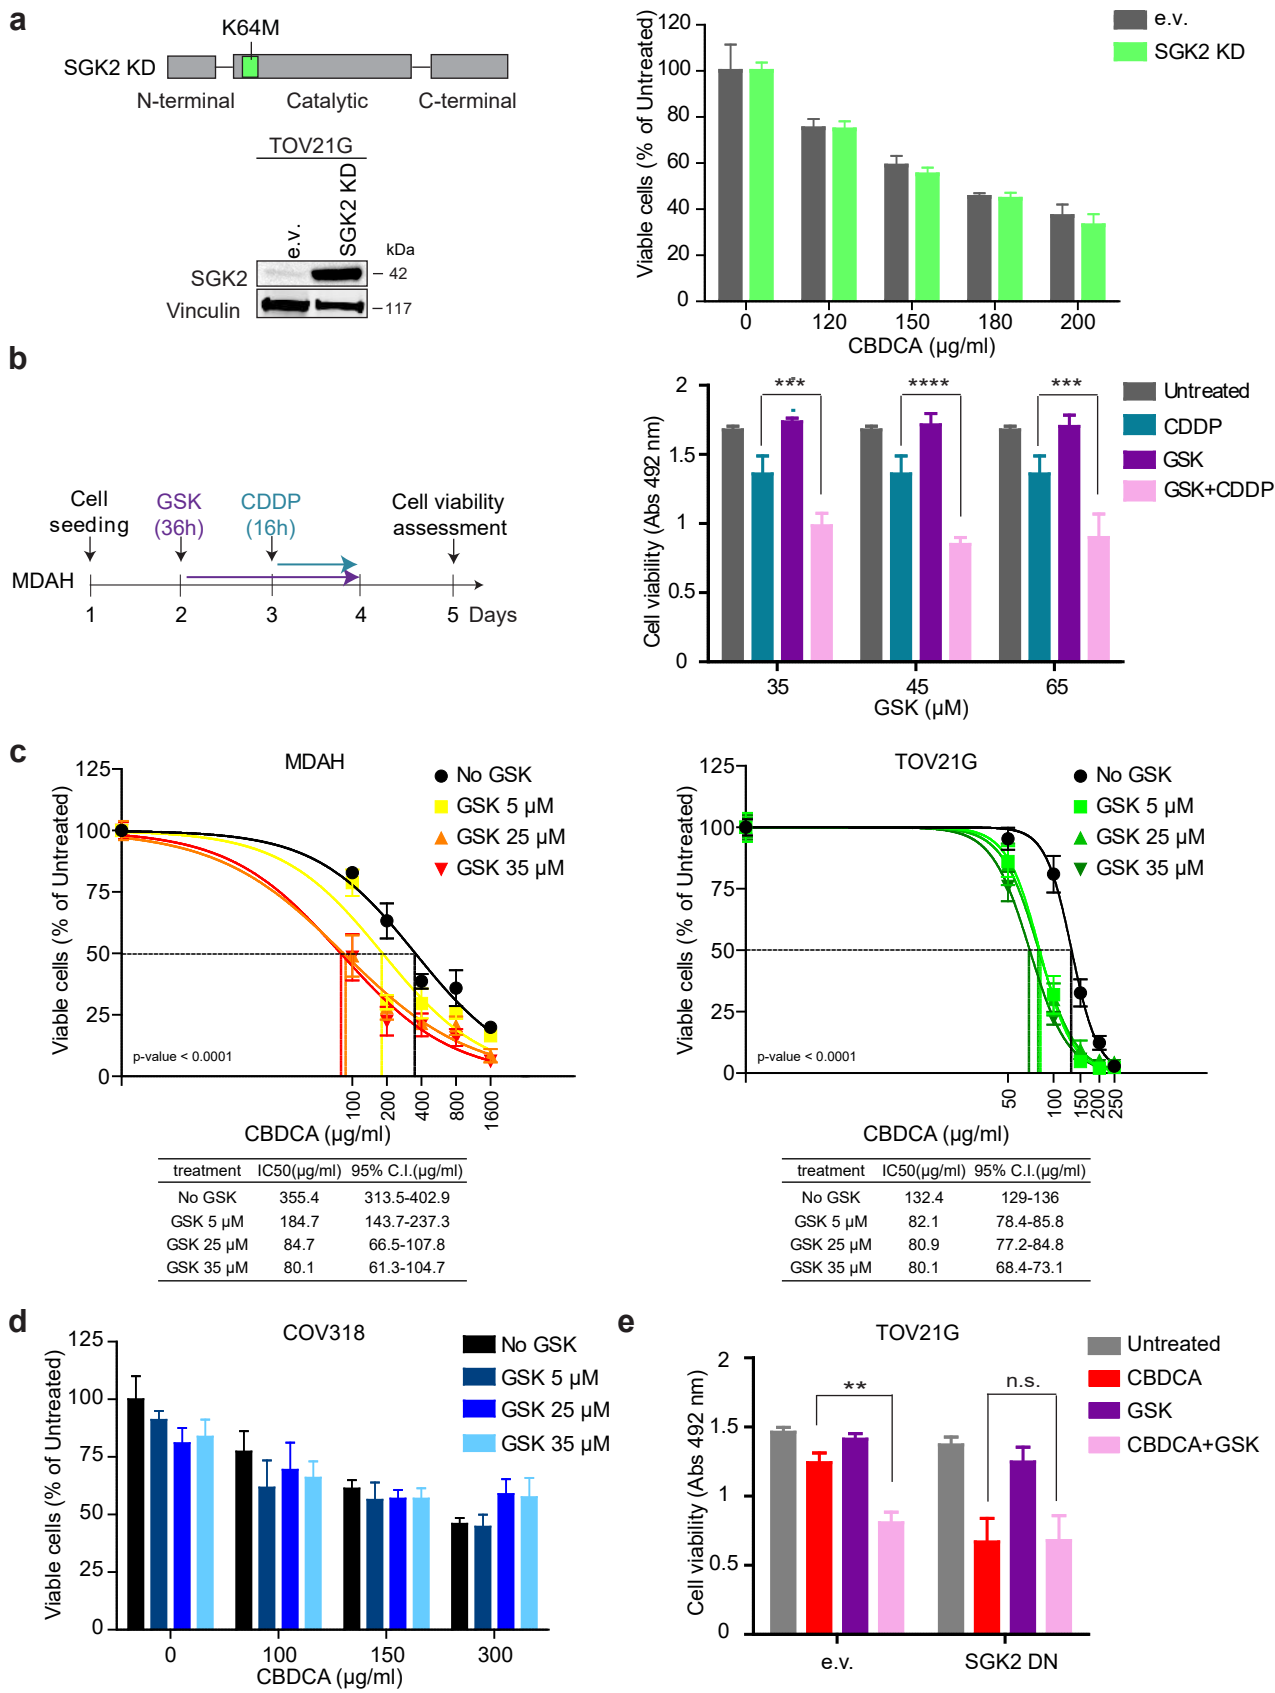 a
K64M
SGK2 KD
N-terminal Catalytic C-terminal
TOV21G
e.v.
SGK2 KD
kDa
SGK2
42
Vinculin
117
Viable cells (% of Untreated)
120
100
80
60
40
20
0
0 120 150 180 200
CBDCA (µg/ml)
e.v.
SGK2 KD
b
Cell seeding
GSK (36h)
CDDP (16h)
Cell viability assessment
MDAH
1 2 3 4 5 Days
Cell viability (Abs 492 nm)
2
1.5
1
0.5
0
*** **** ***
35 45 65
GSK (µM)
Untreated
CDDP
GSK
GSK+CDDP
c
MDAH
Viable cells (% of Untreated)
125
100
75
50
25
0
p-value < 0.0001
100 200 400 800 1600
CBDCA (µg/ml)
No GSK
GSK 5 µM
GSK 25 µM
GSK 35 µM
treatment IC50(µg/ml) 95% C.I.(µg/ml)
No GSK 355.4 313.5-402.9
GSK 5 µM 184.7 143.7-237.3
GSK 25 µM 84.7 66.5-107.8
GSK 35 µM 80.1 61.3-104.7
TOV21G
Viable cells (% of Untreated)
125
100
75
50
25
0
p-value < 0.0001
50 100 150 200 250
CBDCA (µg/ml)
No GSK
GSK 5 µM
GSK 25 µM
GSK 35 µM
treatment IC50(µg/ml) 95% C.I.(µg/ml)
No GSK 132.4 129-136
GSK 5 µM 82.1 78.4-85.8
GSK 25 µM 80.9 77.2-84.8
GSK 35 µM 80.1 68.4-73.1
d
COV318
Viable cells (% of Untreated)
125
100
75
50
25
0
0 100 150 300
CBDCA (µg/ml)
No GSK
GSK 5 µM
GSK 25 µM
GSK 35 µM
e
TOV21G
Cell viability (Abs 492 nm)
2
1.5
1
0.5
0
** n.s.
e.v. SGK2 DN
Untreated
CBDCA
GSK
CBDCA+GSK